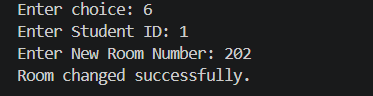 Enter choice: 6
Enter Student ID: 1
Enter New Room Number: 202
Room changed successfully.